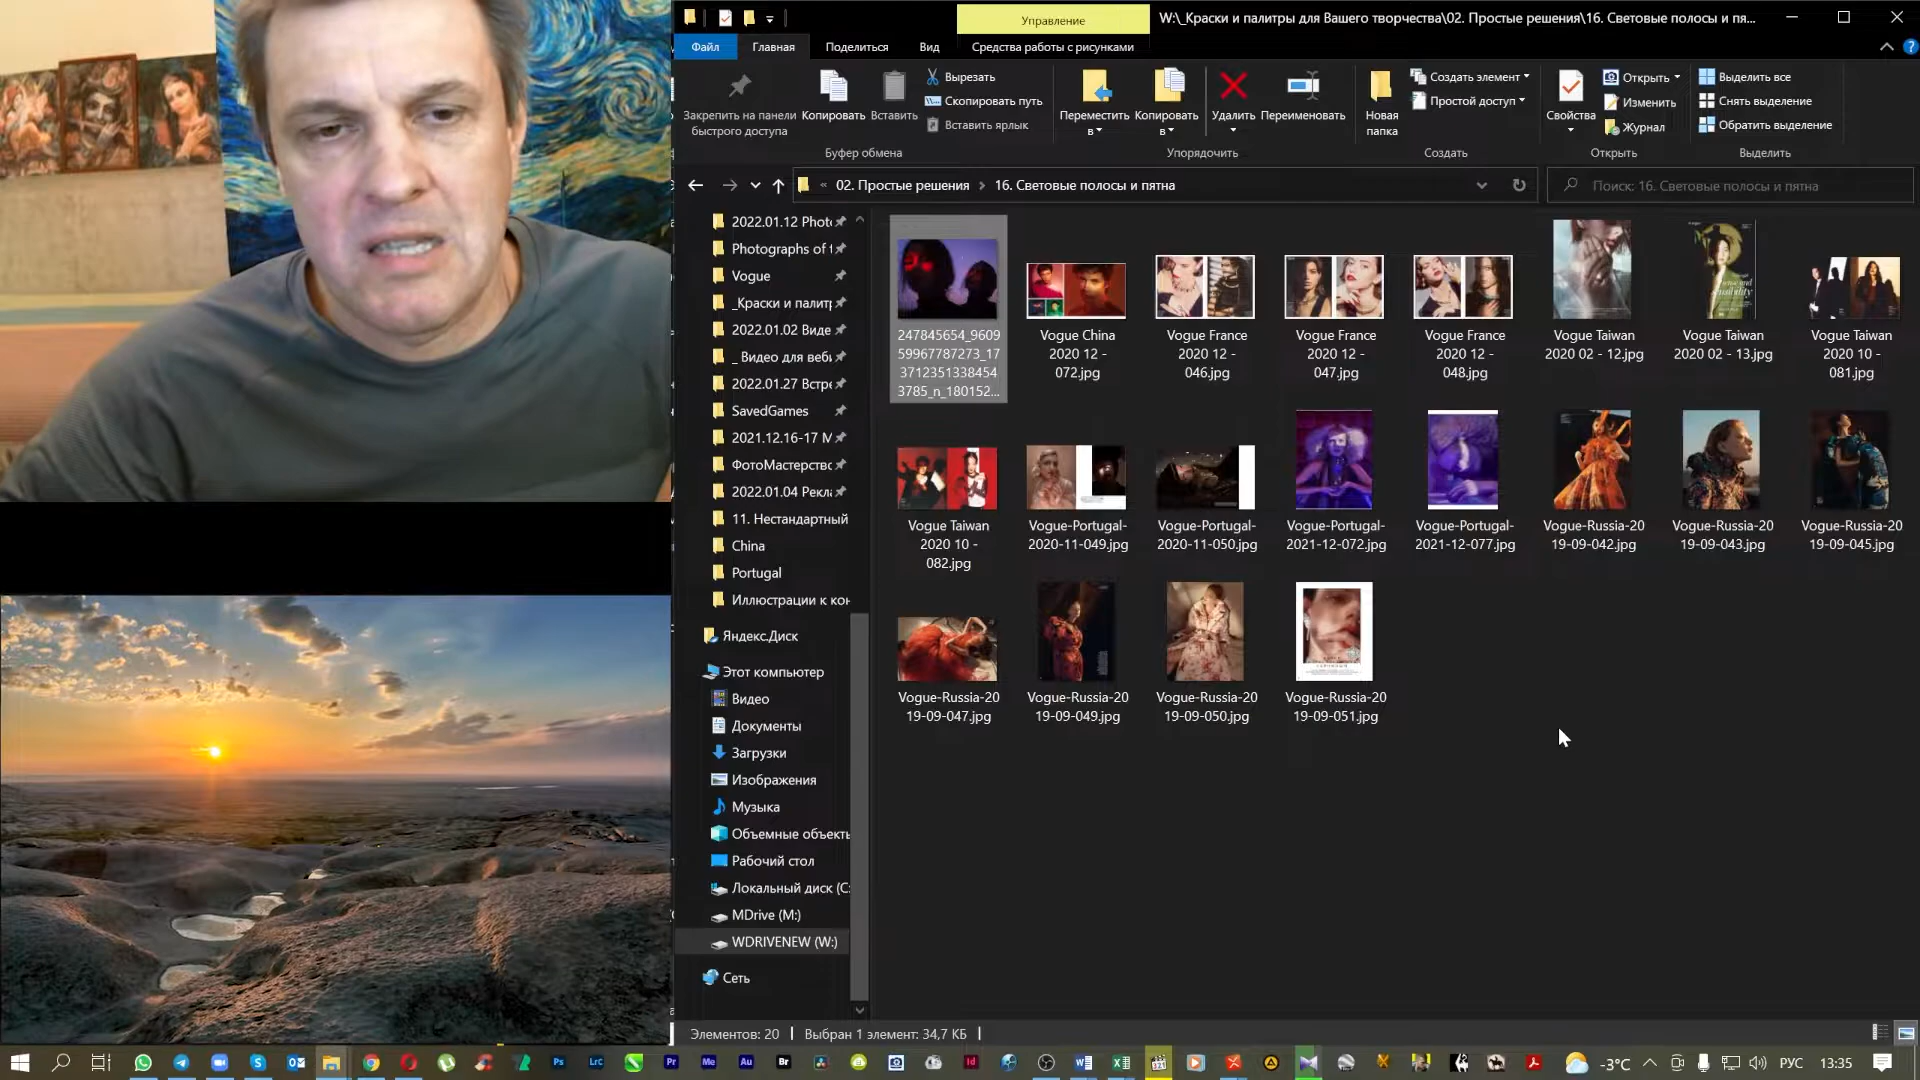 Управление
W:\_Краски и палитры для Вашего творчества\02. Простые решения\16. Световые полосы и пя...
Файл
Главная
Поделиться
Вид
Средства работы с рисунками
Закрепить на панели
быстрого доступа
Копировать
Вставить
Вырезать
Скопировать путь
Вставить ярлык
Буфер обмена
Переместить
в
Копировать
в
Удалить
Переименовать
Упорядочить
Новая
папка
Создать элемент
Простой доступ
Создать
Свойства
Открыть
Изменить
Журнал
Открыть
Выделить все
Снять выделение
Обратить выделение
Выделить
« 02. Простые решения › 16. Световые полосы и пятна
Поиск: 16. Световые полосы и пятна
2022.01.12 Phot
Photographs of
Vogue
_Краски и палит
2022.01.02 Виде
_ Видео для веб
2022.01.27 Встр
SavedGames
2021.12.16-17 М
ФотоМастерств
2022.01.04 Рекл
11. Нестандартный
China
Portugal
Иллюстрации к кон
Яндекс.Диск
Этот компьютер
Видео
Документы
Загрузки
Изображения
Музыка
Объемные объекты
Рабочий стол
Локальный диск (C:
MDrive (M:)
WDRIVENEW (W:)
Сеть
247845654_9609
59967787273_17
3712351338454
3785_n_180152...
Vogue China
2020 12 -
072.jpg
Vogue France
2020 12 -
046.jpg
Vogue France
2020 12 -
047.jpg
Vogue France
2020 12 -
048.jpg
Vogue Taiwan
2020 02 - 12.jpg
Vogue Taiwan
2020 02 - 13.jpg
Vogue Taiwan
2020 10 -
081.jpg
Vogue Taiwan
2020 10 -
082.jpg
Vogue-Portugal-
2020-11-049.jpg
Vogue-Portugal-
2020-11-050.jpg
Vogue-Portugal-
2021-12-072.jpg
Vogue-Portugal-
2021-12-077.jpg
Vogue-Russia-20
19-09-042.jpg
Vogue-Russia-20
19-09-043.jpg
Vogue-Russia-20
19-09-045.jpg
Vogue-Russia-20
19-09-047.jpg
Vogue-Russia-20
19-09-049.jpg
Vogue-Russia-20
19-09-050.jpg
Vogue-Russia-20
19-09-051.jpg
Элементов: 20
Выбран 1 элемент: 34,7 КБ
Ps
Lrc
Pr
Me
Au
Br
Id
-3°C
РУС
13:35